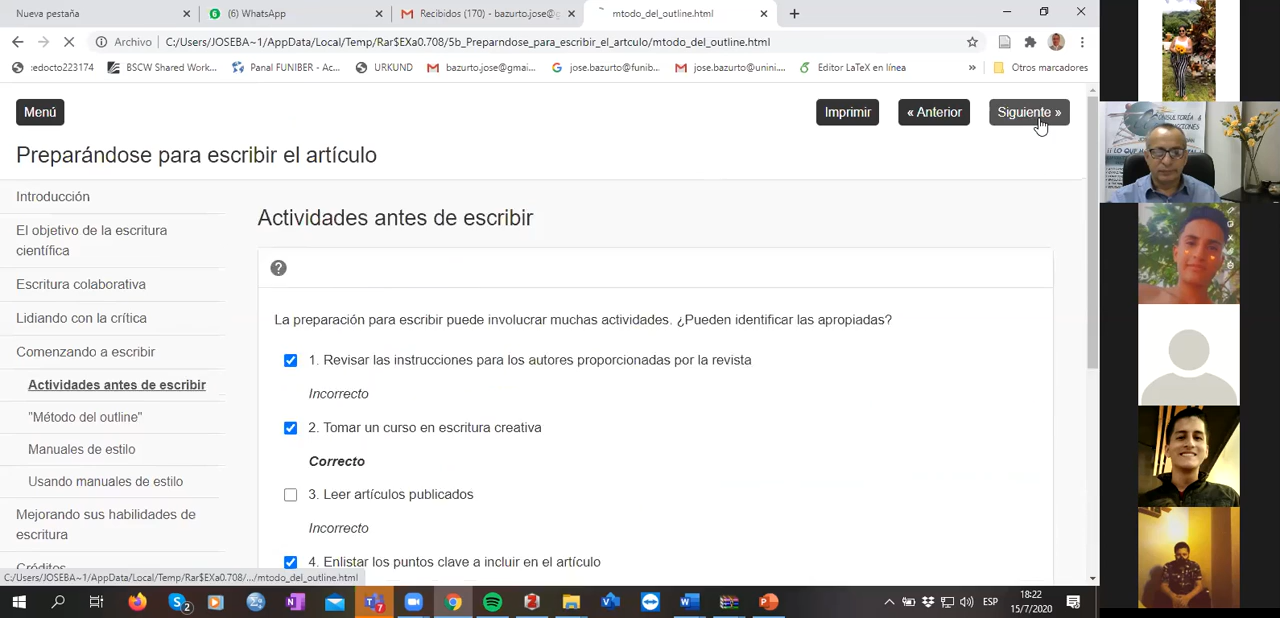 Nueva pestaña
(6) WhatsApp
Recibidos (170) - bazurto.jose@g
mtodo_del_outline.html
Archivo
C:/Users/JOSEBA~1/AppData/Local/Temp/Rar$EXa0.708/5b_Preparndose_para_escribir_el_artculo/mtodo_del_outline.html
:edocto223174
BSCW Shared Work...
Panal FUNIBER - Ac...
URKUND
bazurto.jose@gmai...
jose.bazurto@funib...
jose.bazurto@unini....
Editor LaTeX en línea
»
Otros marcadores
Menú
Imprimir
« Anterior
Siguiente »
Preparándose para escribir el artículo
Introducción
El objetivo de la escritura
científica
Escritura colaborativa
Lidiando con la crítica
Comenzando a escribir
Actividades antes de escribir
"Método del outline"
Manuales de estilo
Usando manuales de estilo
Mejorando sus habilidades de
escritura
Créditos
Actividades antes de escribir
La preparación para escribir puede involucrar muchas actividades. ¿Pueden identificar las apropiadas?
1. Revisar las instrucciones para los autores proporcionadas por la revista
Incorrecto
2. Tomar un curso en escritura creativa
Correcto
3. Leer artículos publicados
Incorrecto
4. Enlistar los puntos clave a incluir en el artículo
C:/Users/JOSEBA~1/AppData/Local/Temp/Rar$EXa0.708/.../mtodo_del_outline.html
ESP
18:22
15/7/2020